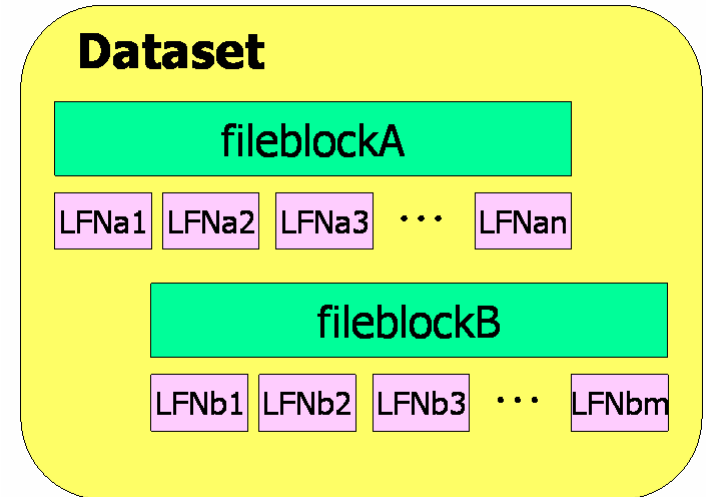 Dataset
fileblockA
LFNa1 LFNa2 LFNa3 ··· LFNan
fileblockB
LFNb1 LFNb2 LFNb3 ··· LFNbm